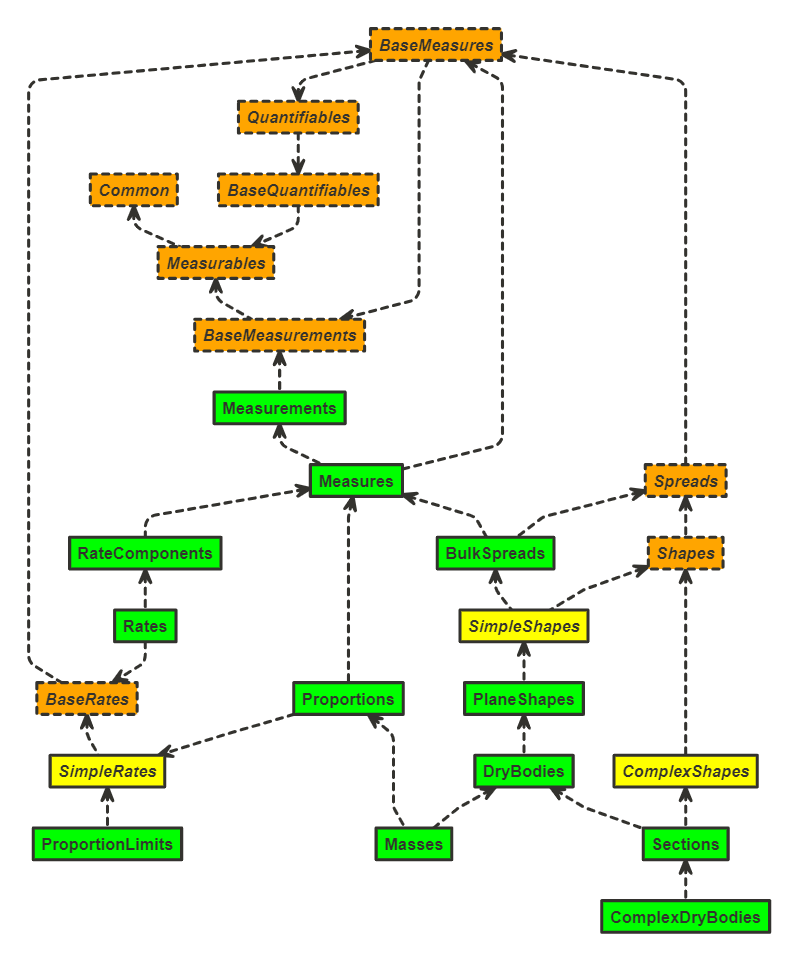 BaseMeasures
Quantifiables
Common
BaseQuantifiables
Measurables
BaseMeasurements
Measurements
Measures
Spreads
RateComponents
BulkSpreads
Shapes
Rates
SimpleShapes
BaseRates
Proportions
PlaneShapes
SimpleRates
DryBodies
ComplexShapes
ProportionLimits
Masses
Sections
ComplexDryBodies